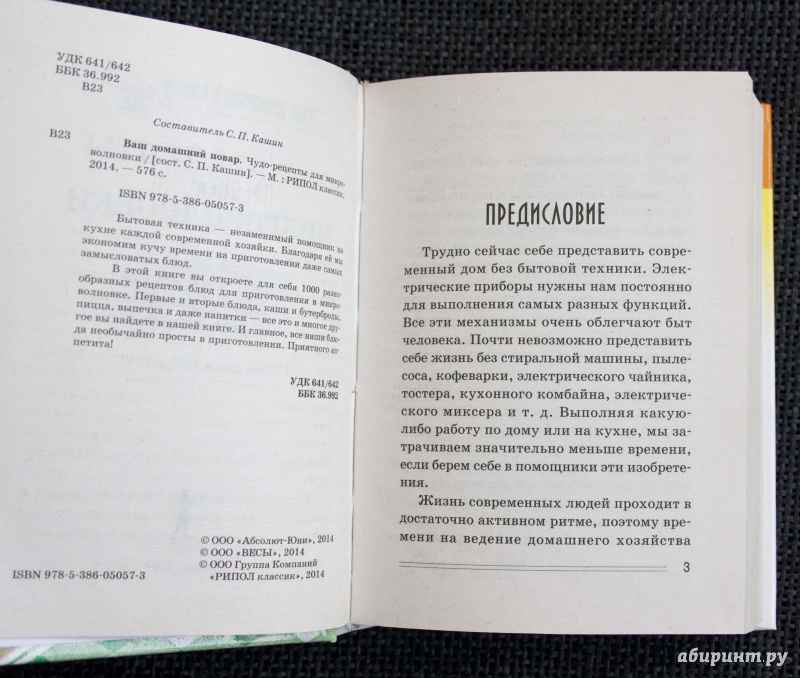 УДК 641/642
ББК 36.992
В23
Составитель С. П. Кашин
В23
Ваш домашний повар. Чудо-рецепты для микро-
волновки / [сост. С. П. Кашин]. — М. : РИПОЛ классик,
2014. — 576 с.
ISBN 978-5-386-05057-3
Бытовая техника — незаменимый помощник на
кухне каждой современной хозяйки. Благодаря ей мы
экономим кучу времени на приготовлении даже самых
замысловатых блюд.
В этой книге вы откроете для себя 1000 разно-
образных рецептов блюд для приготовления в микро-
волновке. Первые и вторые блюда, каши и бутерброды,
пицца, выпечка и даже напитки — все это и многое дру-
гое вы найдете в нашей книге. И главное, все наши блю-
да необычайно просты в приготовлении. Приятного ап-
петита!
УДК 641/642
ББК 36.992
© ООО «Абсолют-Юни», 2014
© ООО «ВЕСЫ», 2014
© ООО Группа Компаний
«РИПОЛ классик», 2014
ISBN 978-5-386-05057-3
ПРЕДИСЛОВИЕ
Трудно сейчас себе представить совре-
менный дом без бытовой техники. Элек-
трические приборы нужны нам постоянно
для выполнения самых разных функций.
Все эти механизмы очень облегчают быт
человека. Почти невозможно представить
себе жизнь без стиральной машины, пыле-
соса, кофеварки, электрического чайника,
тостера, кухонного комбайна, электриче-
ского миксера и т. д. Выполняя какую-
либо работу по дому или на кухне, мы за-
трачиваем значительно меньше времени,
если берем себе в помощники эти изобрете-
ния.
Жизнь современных людей проходит в
достаточно активном ритме, поэтому вре-
мени на ведение домашнего хозяйства
3
абиринт.ру